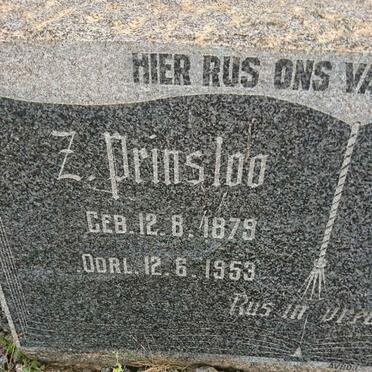 HIER RUS ONS
Z. Prinsloo
GEB. 12. 8. 1879
OORL. 12. 6. 1953
Rus in